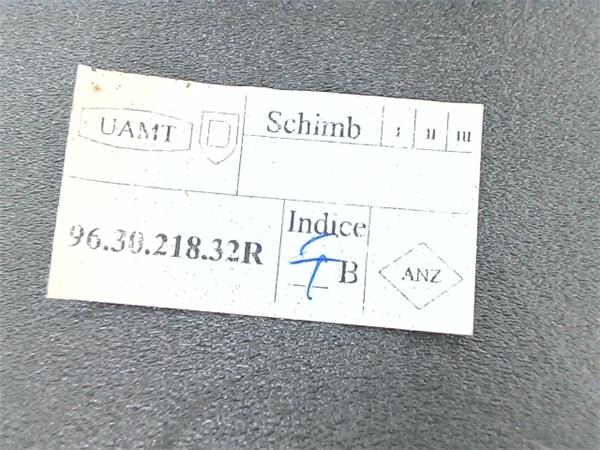 UAMT D Schimb I II III
96.30.218.32R
Indice
B
ANZ